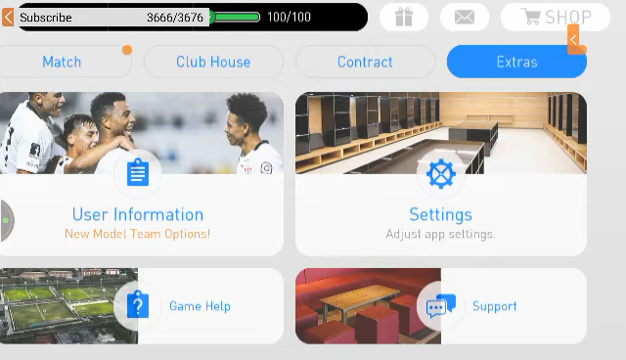 Subscribe 3666/3676 100/100 SHOP
Match Club House Contract Extras
User Information
New Model Team Options!
Settings
Adjust app settings.
Game Help
Support